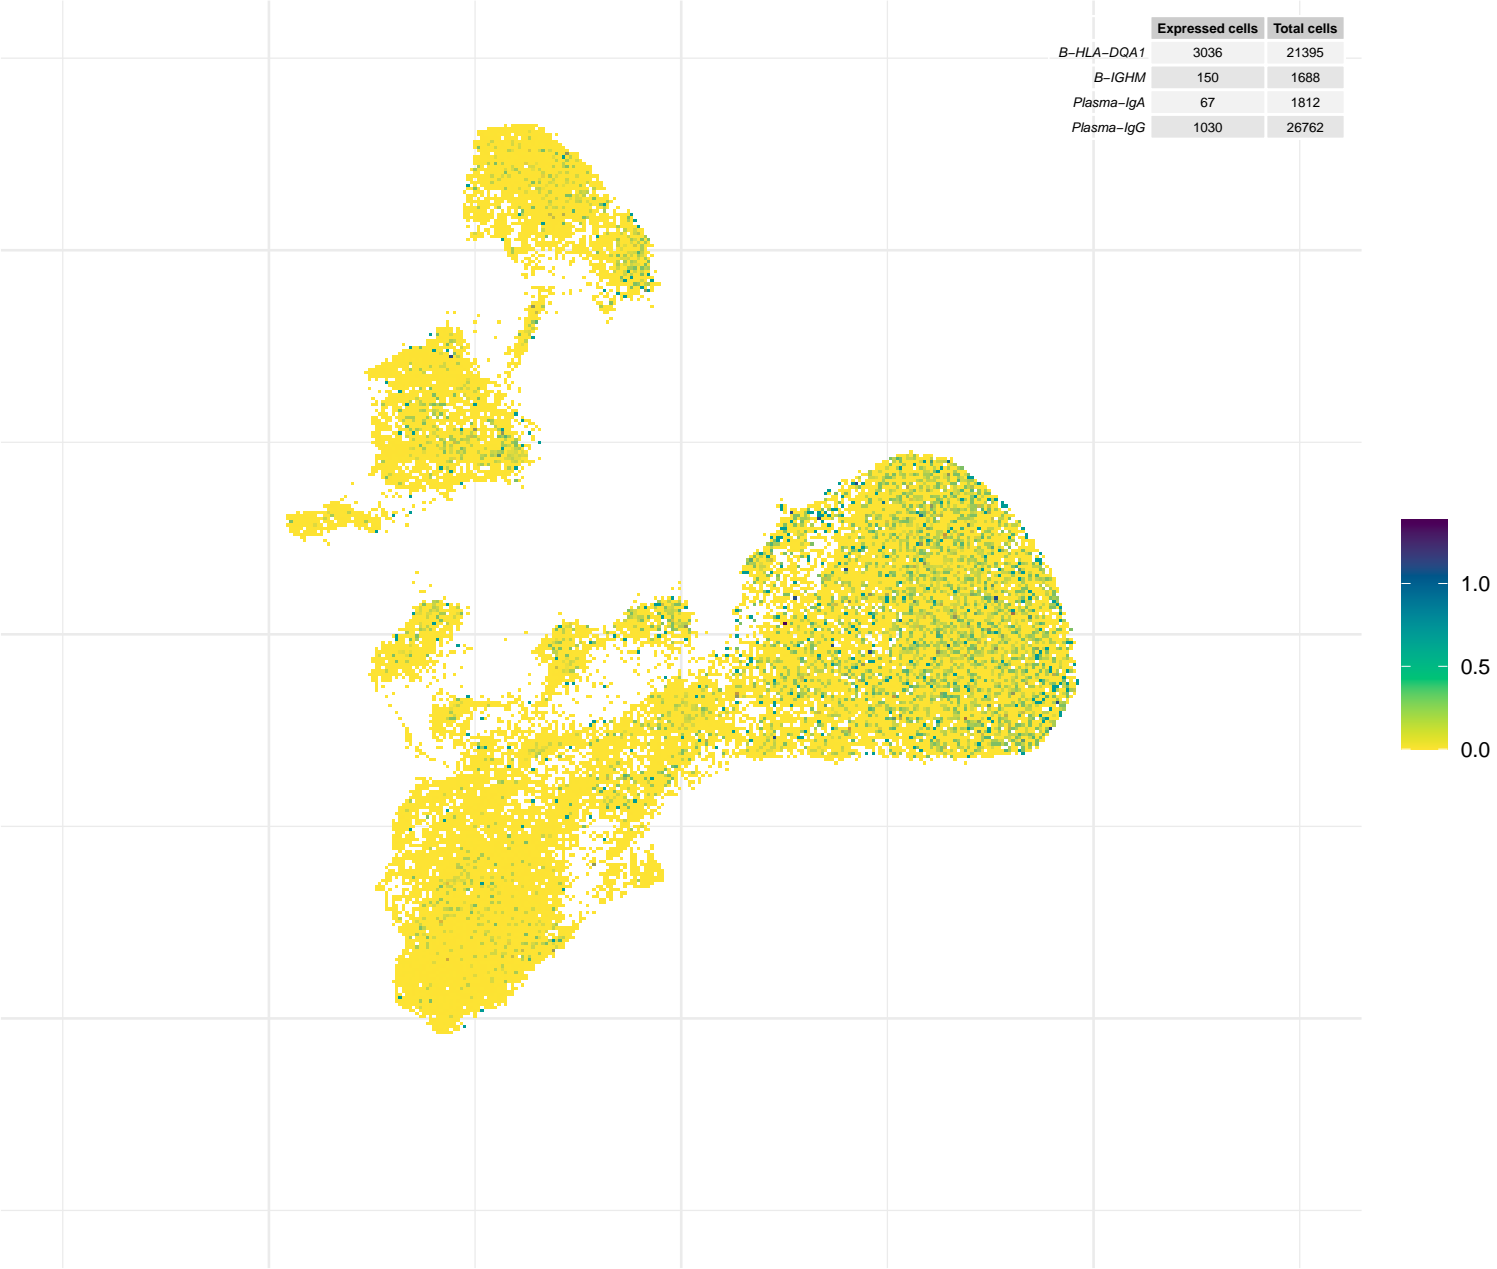 Expressed cells Total cells
B−HLA−DQA1 3036 21395
B−IGHM 150 1688
Plasma−IgA 67 1812
Plasma−IgG 1030 26762
1.0
0.5
0.0